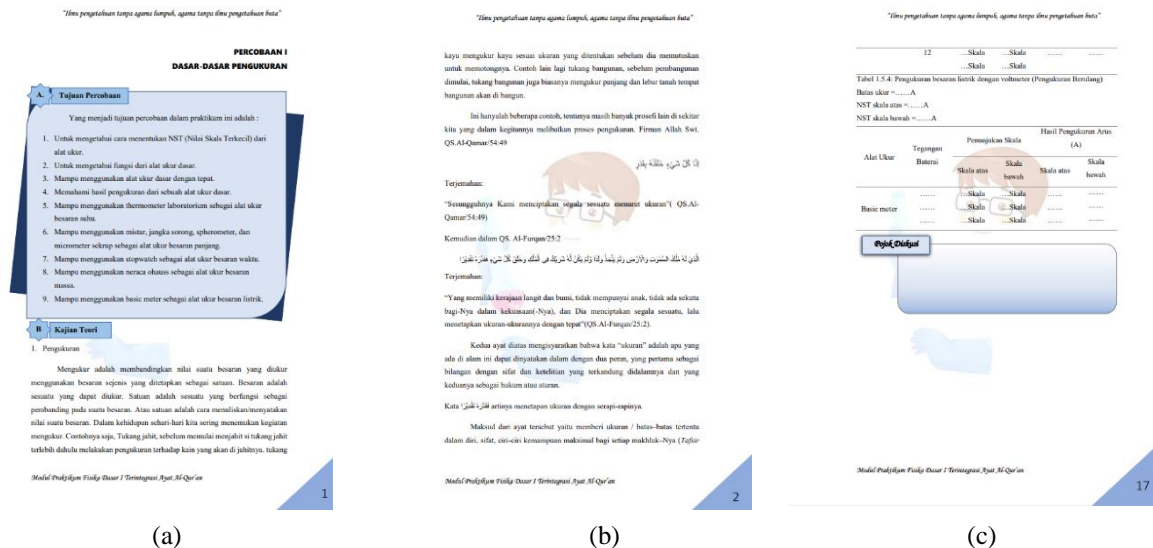 "Ilmu pengetahuan tanpa agama lumpuh, agama tanpa ilmu pengetahuan buta"
PERCOBAAN I
DASAR-DASAR PENGUKURAN
A. Tujuan Percobaan
Yang menjadi tujuan percobaan dalam praktikum ini adalah :
1. Untuk mengetahui cara menentukan NST (Nilai Skals Terkecil) dari
alat ukur.
2. Untuk mengetahui fungsi dari alat ukur dasar.
3. Mampu menggunakan alat ukur dasar dengan tepat.
4. Memahami hasil pengukuran dari sebuah alat ukur dasar.
5. Mampu menggunakan thermometer laboratorium sebagai alat ukur
besaran suhu.
6. Mampu menggunakan mistar, jangka sorong, spherometer, dan
micrometer sekrup sebagai alat ukur besaran panjang.
7. Mampu menggunakan stopwatch sebagai alat ukur besaran waktu.
8. Mampu menggunakan neraca ohauss sebagai alat ukur besaran
massa.
9. Mampu menggunakan basic meter sebagai alat ukur besaran listrik.
B Kajian Teori
1. Pengukuran
Mengukur adalah membandingkan nilai suatu besaran yang diukur
menggunakan besaran sejenis yang ditetapkan sebagai satuan. Besaran adalah
sesuatu yang dapat diukur. Satuan adalah sesuatu yang berfungsi sebagai
pembanding pada suatu besaran. Atau satuan adalah cara menuliskan/menyatakan
nilai suatu besaran. Dalam kehidupan sehari-hari kita sering menemukan kegiatan
mengukur. Contohnya saja, Tukang jahit, sebelum memulai menjahit si tukang jahit
terlebih dahulu melakukan pengukuran terhadap kain yang akan di jahitnya. tukang
Modul Praktikum Fisika Dasar I Terintegrasi Ayat Al-Qur'an
1
(a)
"Ilmu pengetahuan tanpa agama lumpuh, agama tanpa ilmu pengetahuan buta"
kayu mengukur kayu sesuai ukuran yang ditentukan sebelum dia memutuskan
untuk memotongnya. Contoh lain lagi tukang bangunan, sebelum pembangunan
dimulai, tukang bangunan juga biasanya mengukur panjang dan lebur tanah tempat
bangunan akan di bangun.
Ini hanyalah beberapa contoh, tentunya masih banyak prosefi lain di sekitar
kita yang dalam kegitannya melibatkan proses pengukuran. Firman Allah Swt.
QS.Al-Qamar/54:49
اِنَّا كُلَّ شَيْءٍ خَلَقْنٰهُ بِقَدَرٍ
Terjemahan:
"Sesungguhnya Kami menciptakan segala sesuatu menurut ukuran"( QS.Al-
Qamar/54:49)
Kemudian dalam QS. Al-Furqan/25:2
الَّذِيْ لَهٗ مُلْكُ السَّمٰوٰتِ وَالْاَرْضِ وَلَمْ يَتَّخِذْ وَلَدًا وَّلَمْ يَكُنْ لَّهٗ شَرِيْكٌ فِى الْمُلْكِ وَخَلَقَ كُلَّ شَيْءٍ فَقَدَّرَهٗ تَقْدِيْرًا
Terjemahan:
"Yang memiliki kerajaan langit dan bumi, tidak mempunyai anak, tidak ada sekutu
bagi-Nya dalam kekuasaan(-Nya), dan Dia menciptakan segala sesuatu, lalu
menetapkan ukuran-ukurannya dengan tepat"(QS.Al-Furqan/25:2).
Kedua ayat diatas mengisyaratkan bahwa kata "ukuran" adalah apa yang
ada di alam ini dapat dinyatakan dalam dengan dua peran, yang pertama sebagai
bilangan dengan sifat dan ketelitian yang terkandung didalamnya dan yang
keduanya sebagai hukum atau aturan.
Kata فَقَدَّرَهٗ تَقْدِيْرًا artinya menetapan ukuran dengan serapi-rapinya.
Maksud dari ayat tersebut yaitu memberi ukuran / batas–batas tertentu
dalam diri, sifat, ciri-ciri kemampuan maksimal bagi setiap makhluk–Nya (Tafsir
Modul Praktikum Fisika Dasar I Terintegrasi Ayat Al-Qur'an
2
(b)
"Ilmu pengetahuan tanpa agama lumpuh, agama tanpa ilmu pengetahuan buta"
12 …Skala …Skala …… ……
…Skala …Skala
Tabel 1.5.4: Pengukuran besaran listrik dengan voltmeter (Pengukuran Berulang)
Batas ukur =……A
NST skala atas =……A
NST skala bawah =……A
Alat Ukur Tegangan Baterai Penunjukan Skala Hasil Pengukuran Arus (A)
Skala atas Skala bawah Skala atas Skala bawah
…… …Skala …Skala …… ……
Basic meter …… …Skala …Skala …… ……
…… …Skala …Skala …… ……
Pojok Diskusi
Modul Praktikum Fisika Dasar I Terintegrasi Ayat Al-Qur'an
17
(c)